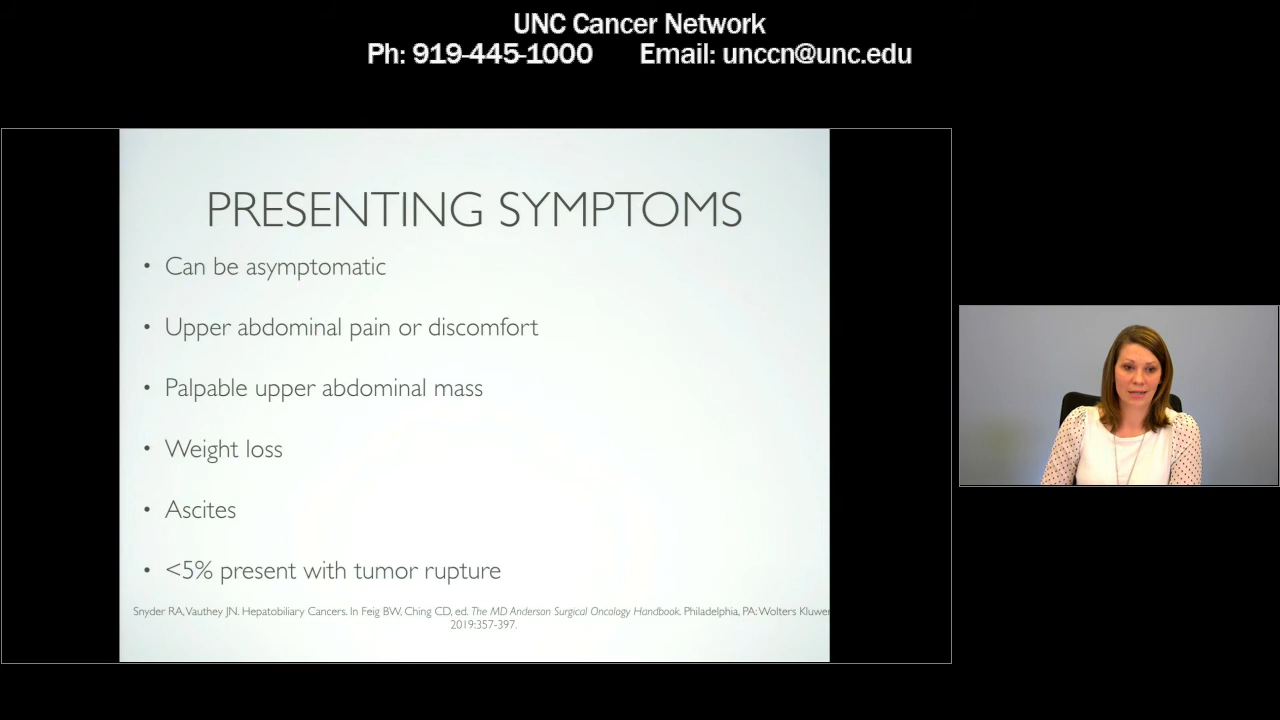 UNC Cancer Network
Ph: 919-445-1000 Email: unccn@unc.edu
PRESENTING SYMPTOMS
• Can be asymptomatic
• Upper abdominal pain or discomfort
• Palpable upper abdominal mass
• Weight loss
• Ascites
• <5% present with tumor rupture
Snyder RA, Vauthey JN. Hepatobiliary Cancers. In Feig BW, Ching CD, ed. The MD Anderson Surgical Oncology Handbook. Philadelphia, PA: Wolters Kluwer
2019:357-397.